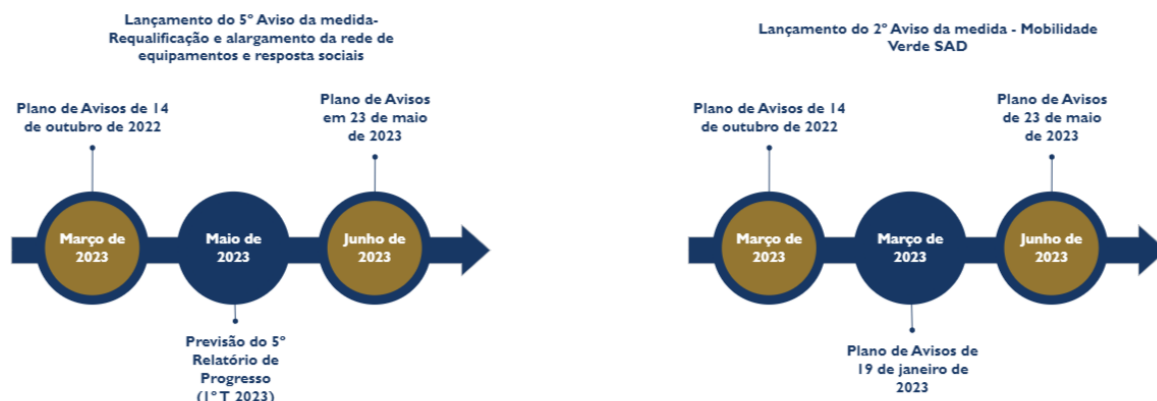 Lançamento do 5º Aviso da medida-
Requalificação e alargamento da rede de
equipamentos e resposta sociais
Plano de Avisos de 14
de outubro de 2022
Plano de Avisos
em 23 de maio
de 2023
Março de
2023
Maio de
2023
Junho de
2023
Previsão do 5º
Relatório de
Progresso
(1º T 2023)
Lançamento do 2º Aviso da medida - Mobilidade
Verde SAD
Plano de Avisos de 14
de outubro de 2022
Plano de Avisos
de 23 de maio de
2023
Março de
2023
Março de
2023
Junho de
2023
Plano de Avisos de
19 de janeiro de
2023